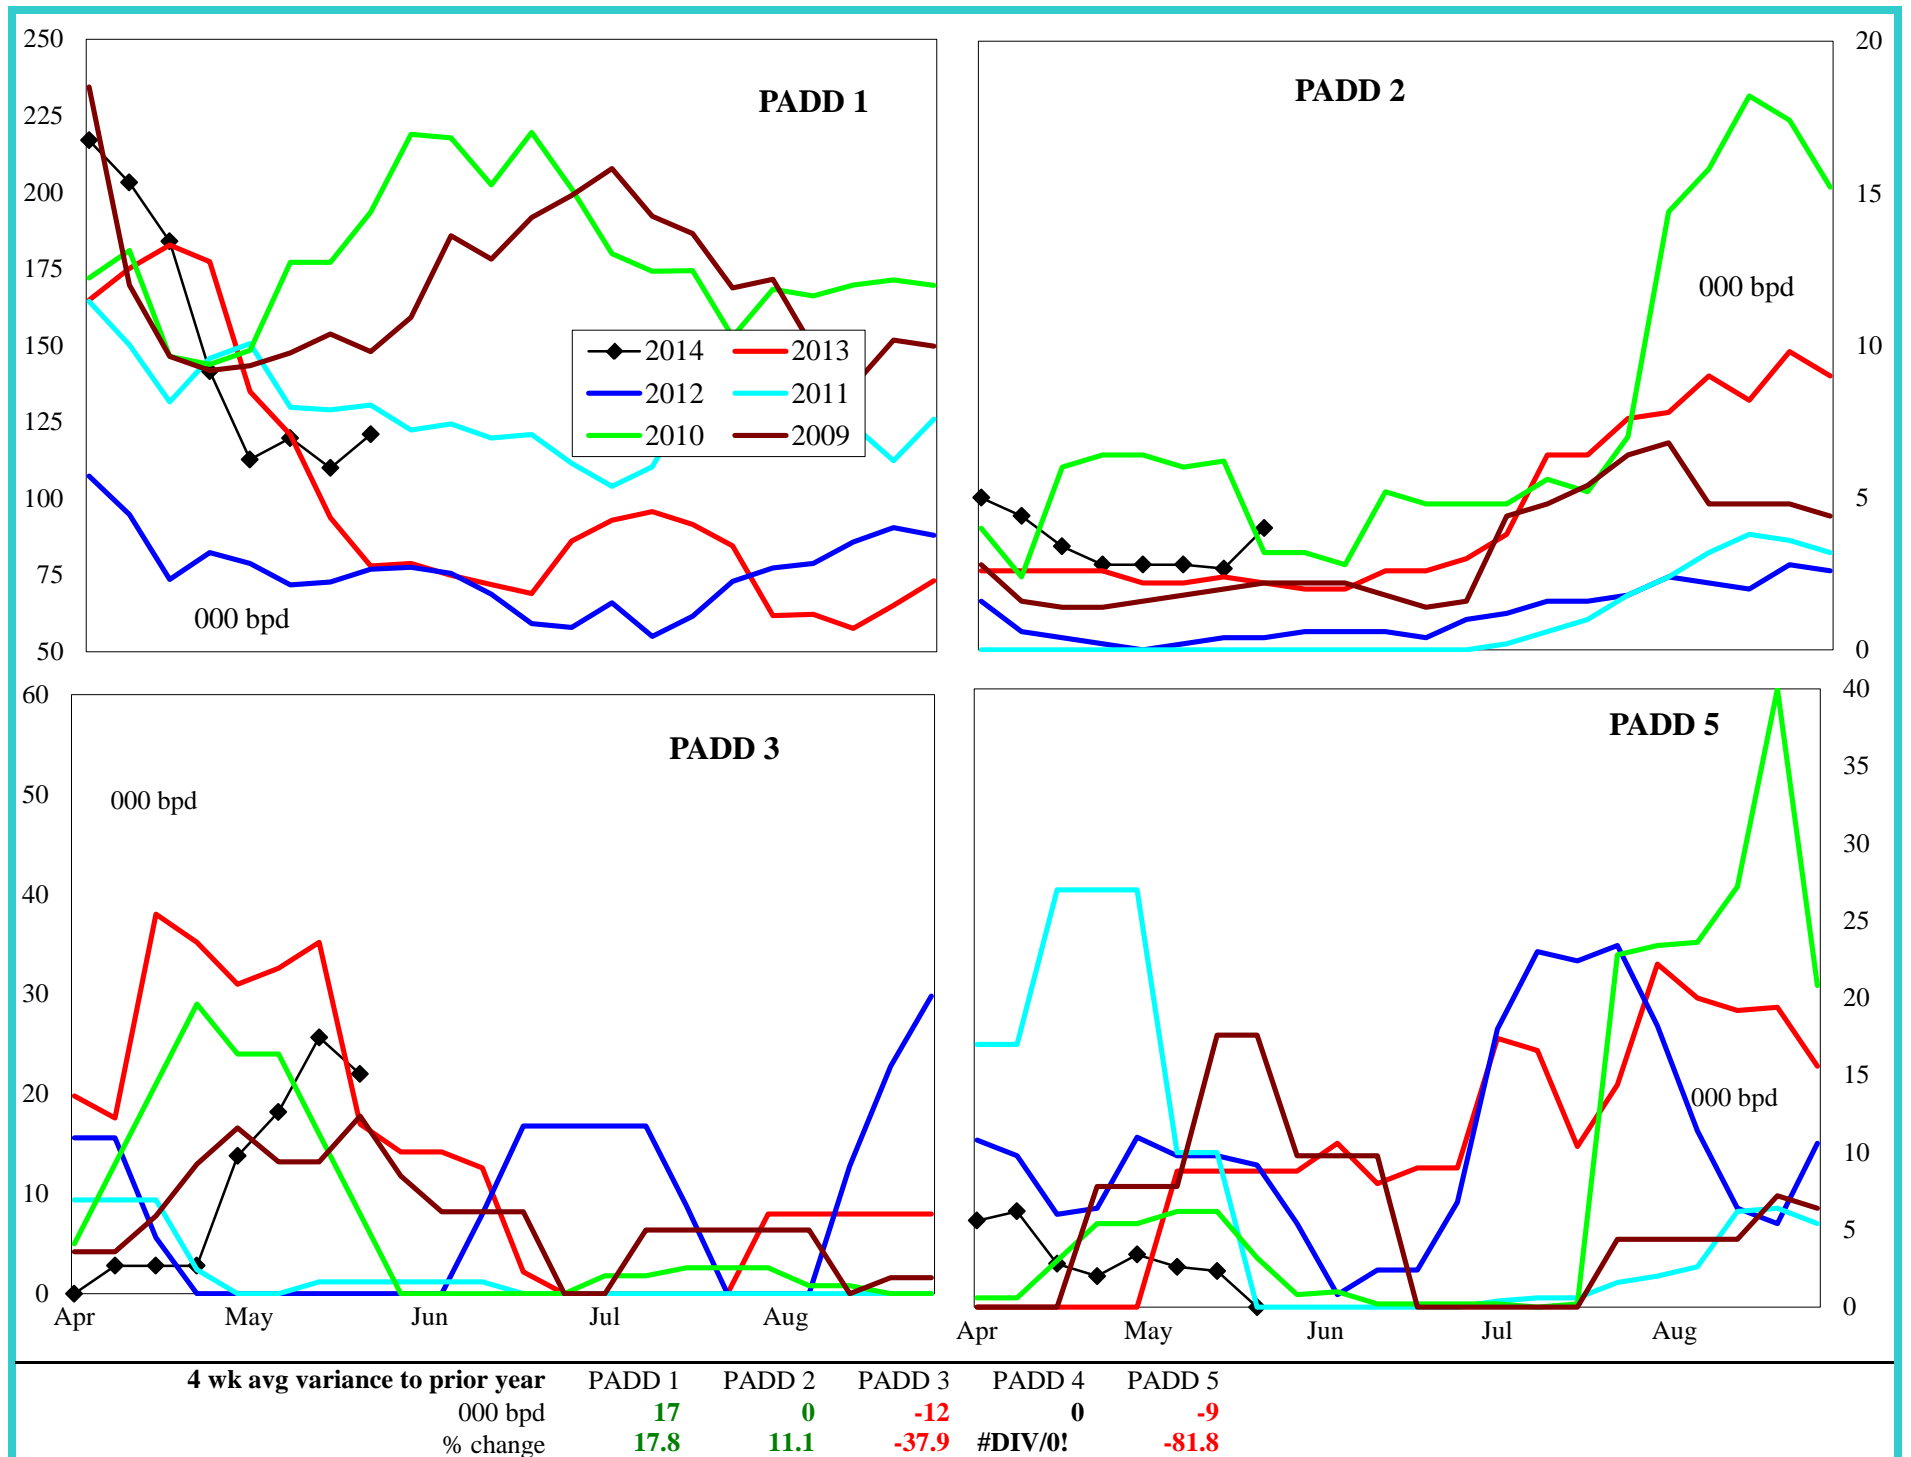 250
225
200
175
150
125
100
75
50
PADD 1
000 bpd
2014 2013
2012 2011
2010 2009
PADD 2
000 bpd
20
15
10
5
0
60
50
40
30
20
10
0
PADD 3
000 bpd
Apr May Jun Jul Aug
PADD 5
000 bpd
40
35
30
25
20
15
10
5
0
Apr May Jun Jul Aug
4 wk avg variance to prior year PADD 1 PADD 2 PADD 3 PADD 4 PADD 5
000 bpd 17 0 -12 0 -9
% change 17.8 11.1 -37.9 #DIV/0! -81.8